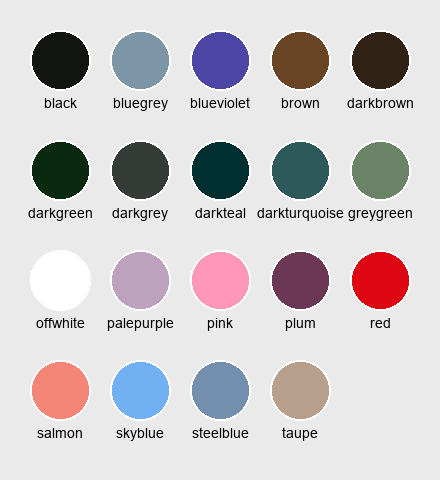 black bluegrey blueviolet brown darkbrown
darkgreen darkgrey darkteal darkturquoise greygreen
offwhite palepurple pink plum red
salmon skyblue steelblue taupe